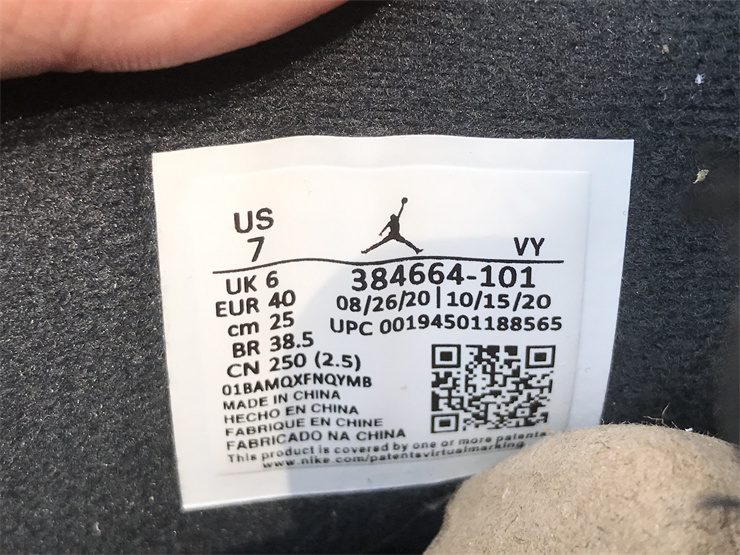 US
7
VY
UK 6
EUR 40
cm 25
BR 38.5
CN 250 (2.5)
384664-101
08/26/20 | 10/15/20
UPC 00194501188565
01BAMQXFNQYMB
MADE IN CHINA
HECHO EN CHINA
FABRIQUE EN CHINE
FABRICADO NA CHINA
This product is covered by one or more patents
www.nike.com/patentsvirtualmarking